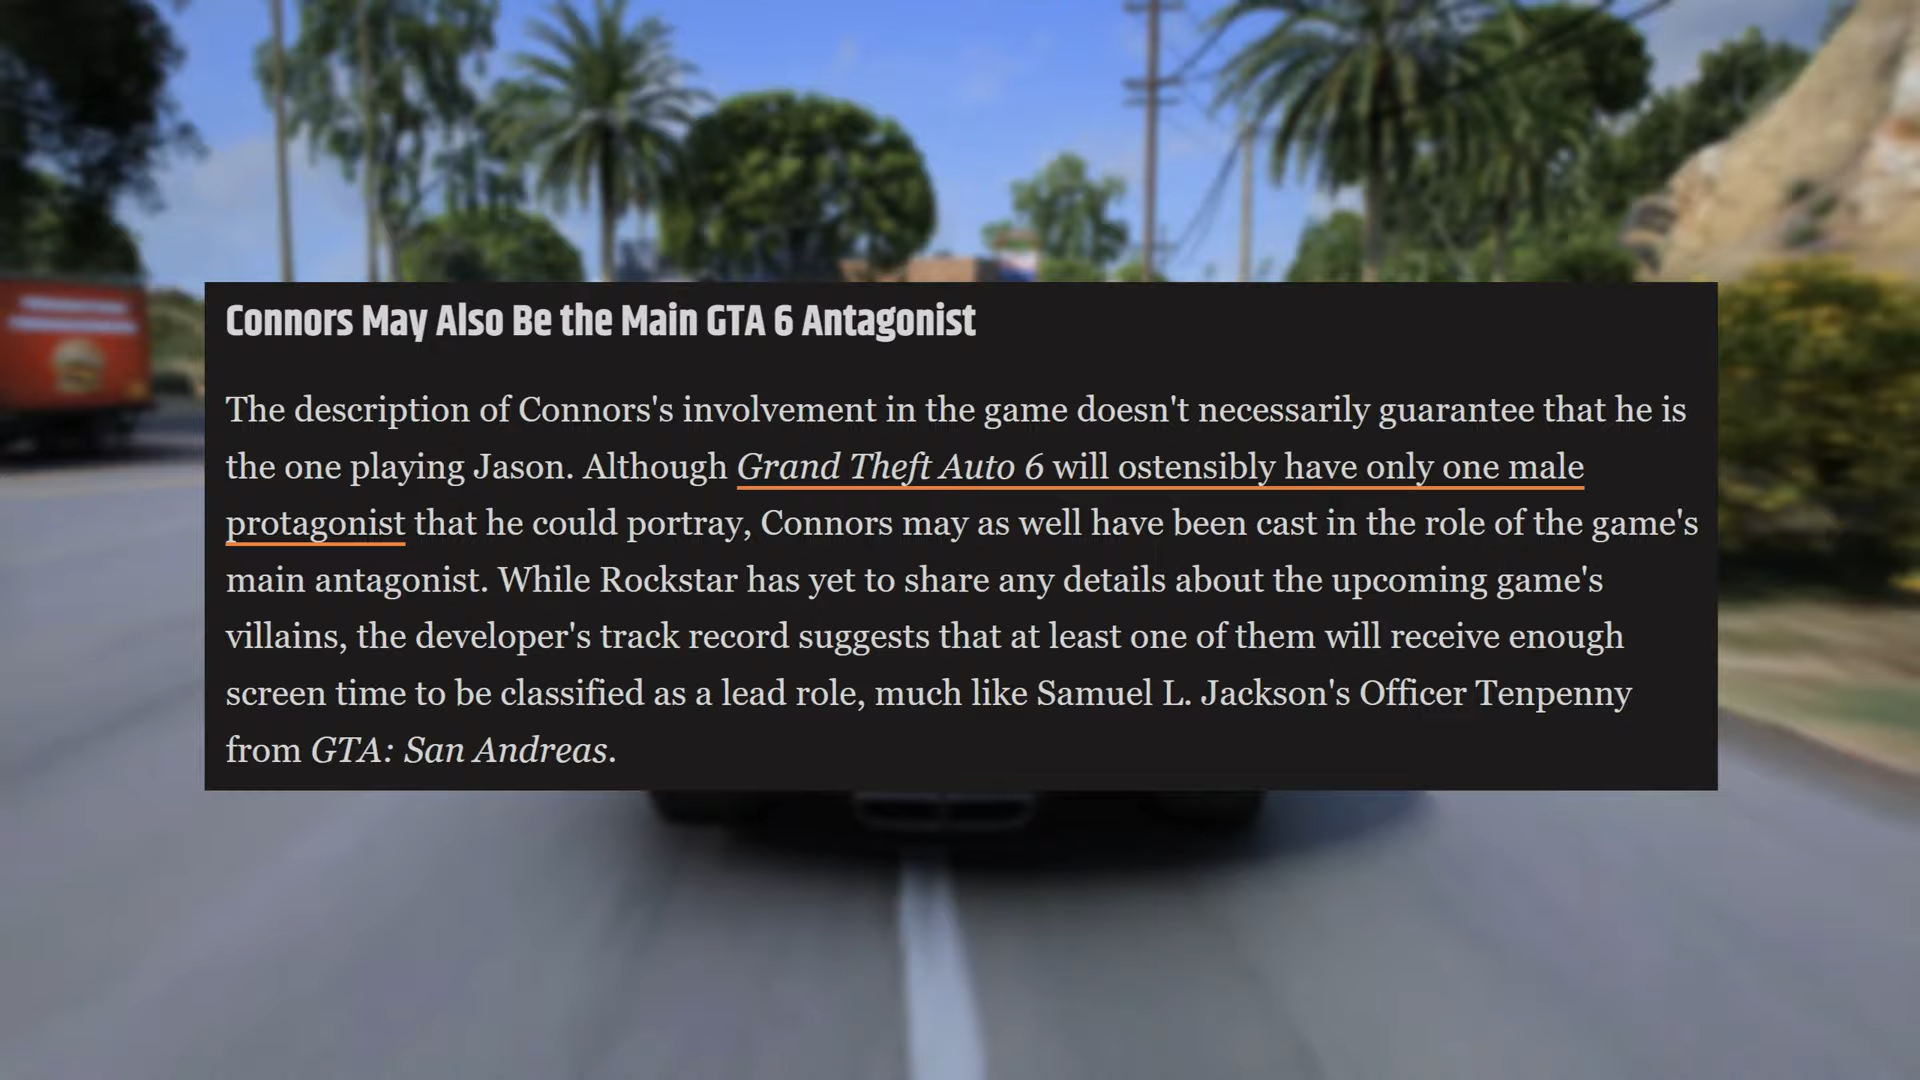 Connors May Also Be the Main GTA 6 Antagonist
The description of Connors's involvement in the game doesn't necessarily guarantee that he is
the one playing Jason. Although Grand Theft Auto 6 will ostensibly have only one male
protagonist that he could portray, Connors may as well have been cast in the role of the game's
main antagonist. While Rockstar has yet to share any details about the upcoming game's
villains, the developer's track record suggests that at least one of them will receive enough
screen time to be classified as a lead role, much like Samuel L. Jackson's Officer Tenpenny
from GTA: San Andreas.